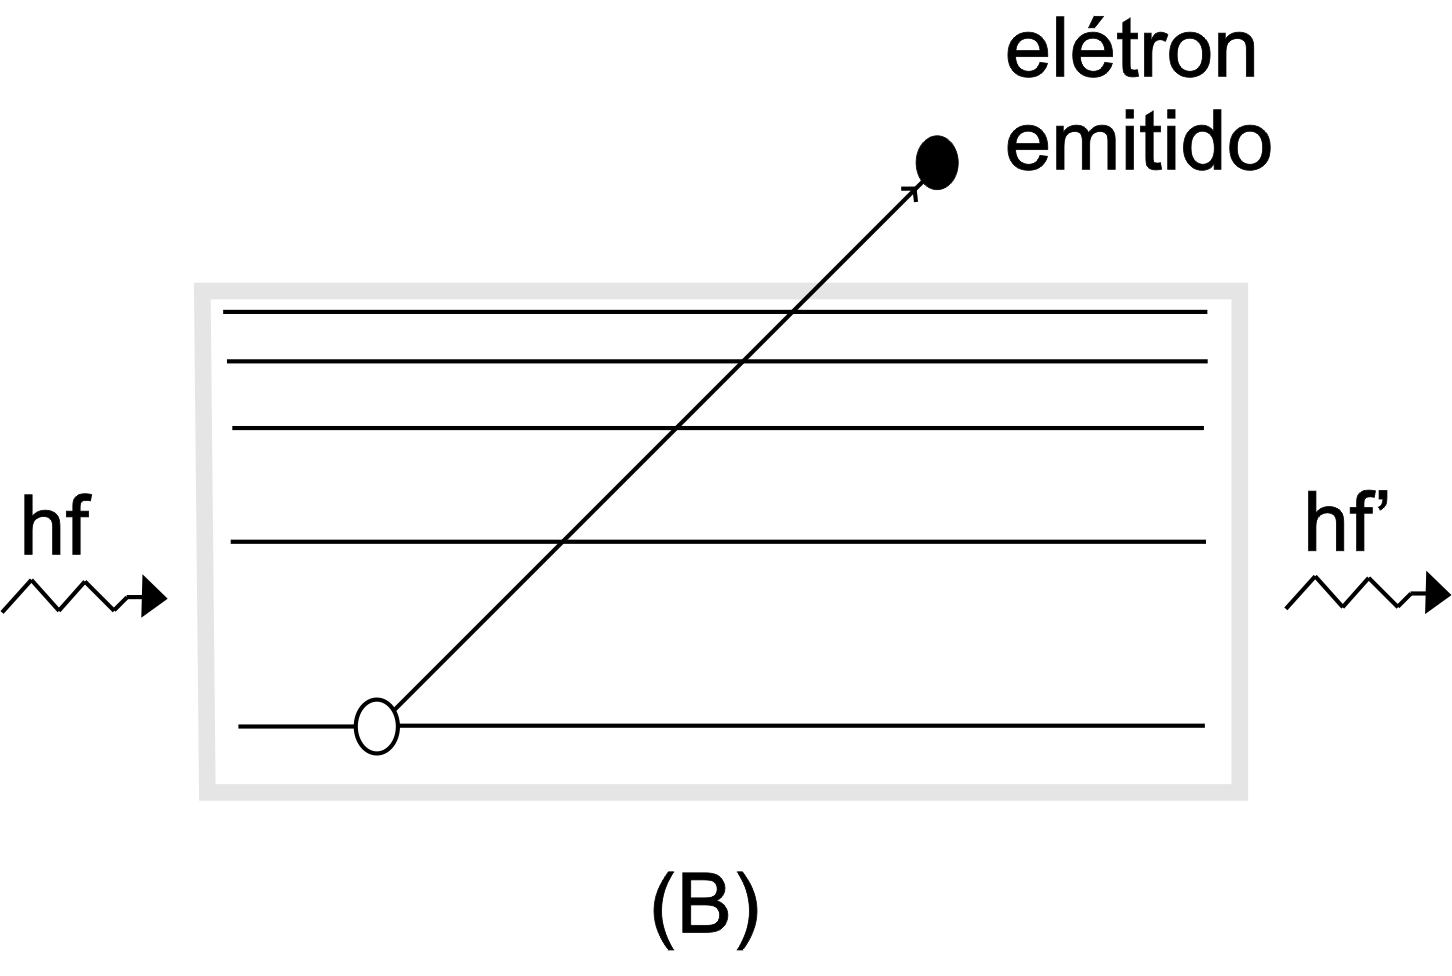 elétron
emitido
hf
hf’
(B)